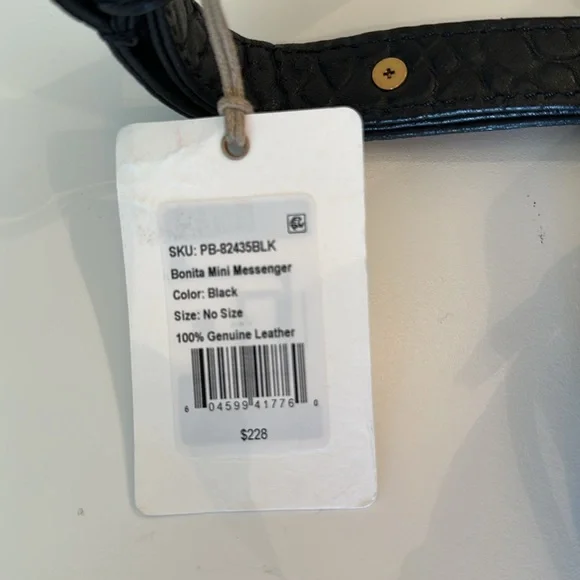 SKU: PB-82435BLK
Bonita Mini Messenger
Color: Black
Size: No Size
100% Genuine Leather
6 04599 41776 0
$228